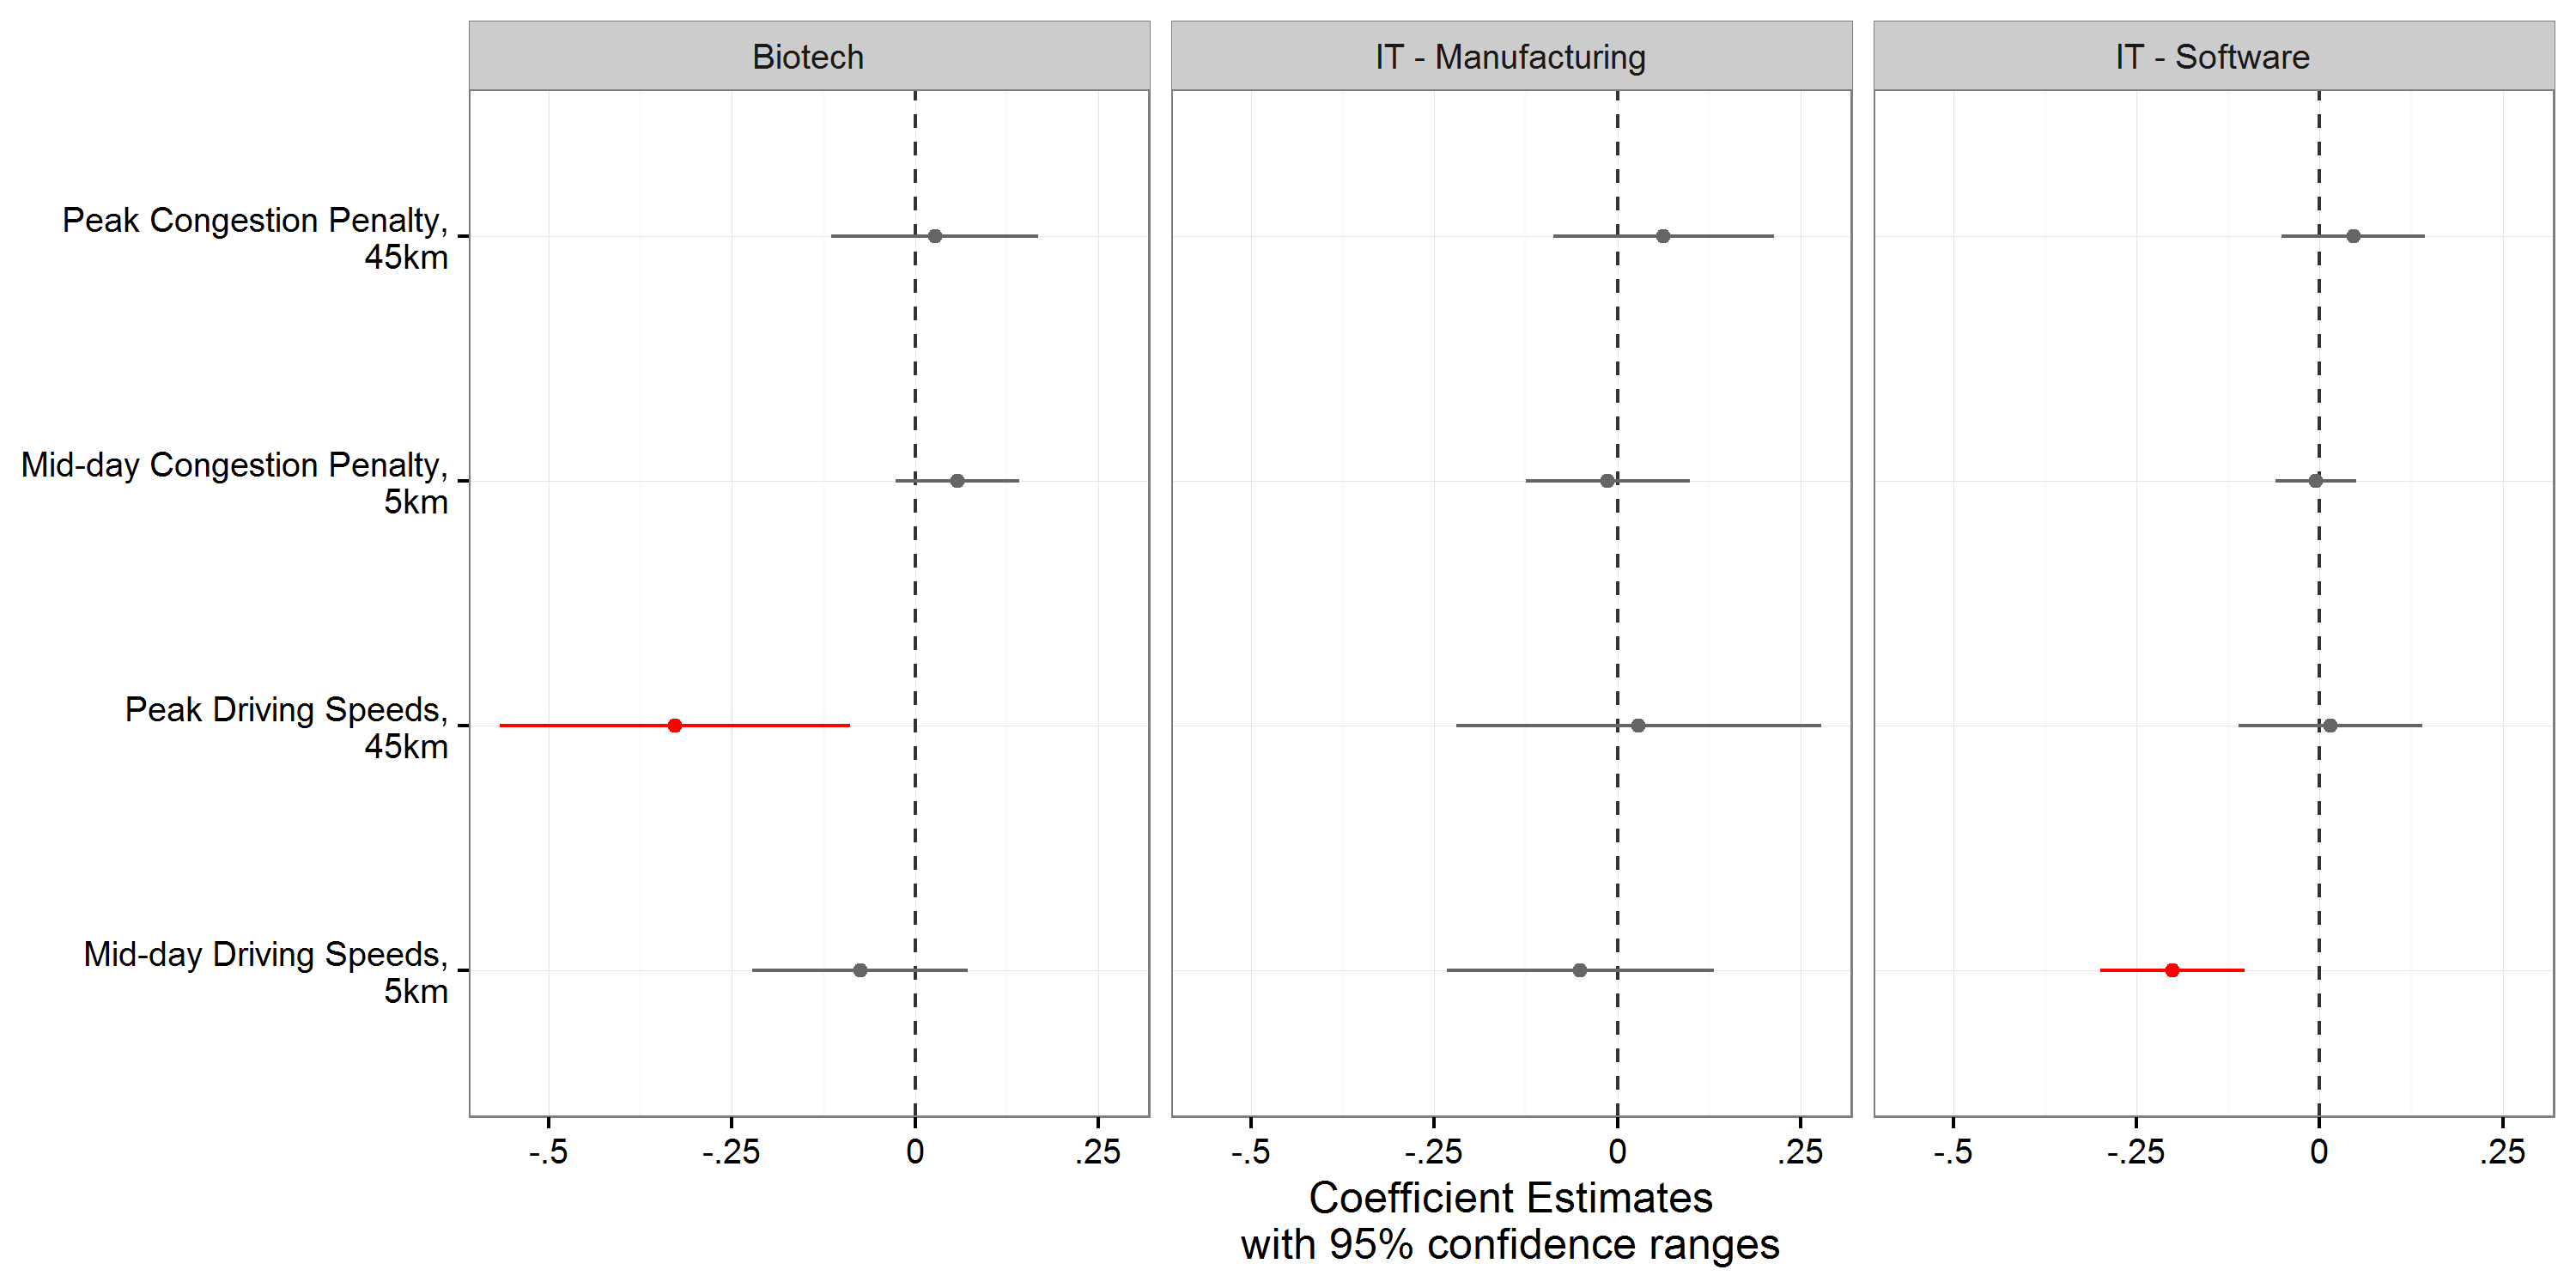 Biotech
IT - Manufacturing
IT - Software
Peak Congestion Penalty,
45km
Mid-day Congestion Penalty,
5km
Peak Driving Speeds,
45km
Mid-day Driving Speeds,
5km
-.5 -.25 0 .25
-.5 -.25 0 .25
-.5 -.25 0 .25
Coefficient Estimates
with 95% confidence ranges